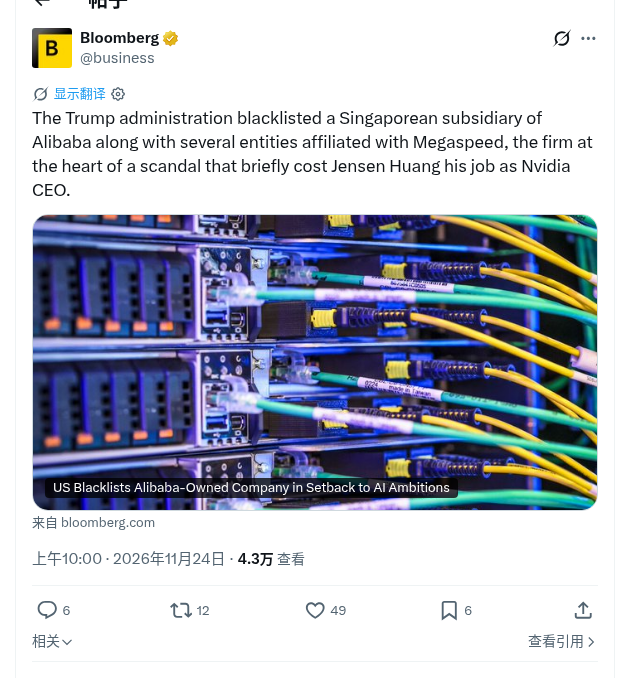 帖子
Bloomberg
@business
显示翻译
The Trump administration blacklisted a Singaporean subsidiary of
Alibaba along with several entities affiliated with Megaspeed, the firm at
the heart of a scandal that briefly cost Jensen Huang his job as Nvidia
CEO.
US Blacklists Alibaba-Owned Company in Setback to AI Ambitions
来自 bloomberg.com
上午10:00 · 2026年11月24日 · 4.3万 查看
6 12 49 6
相关 查看引用